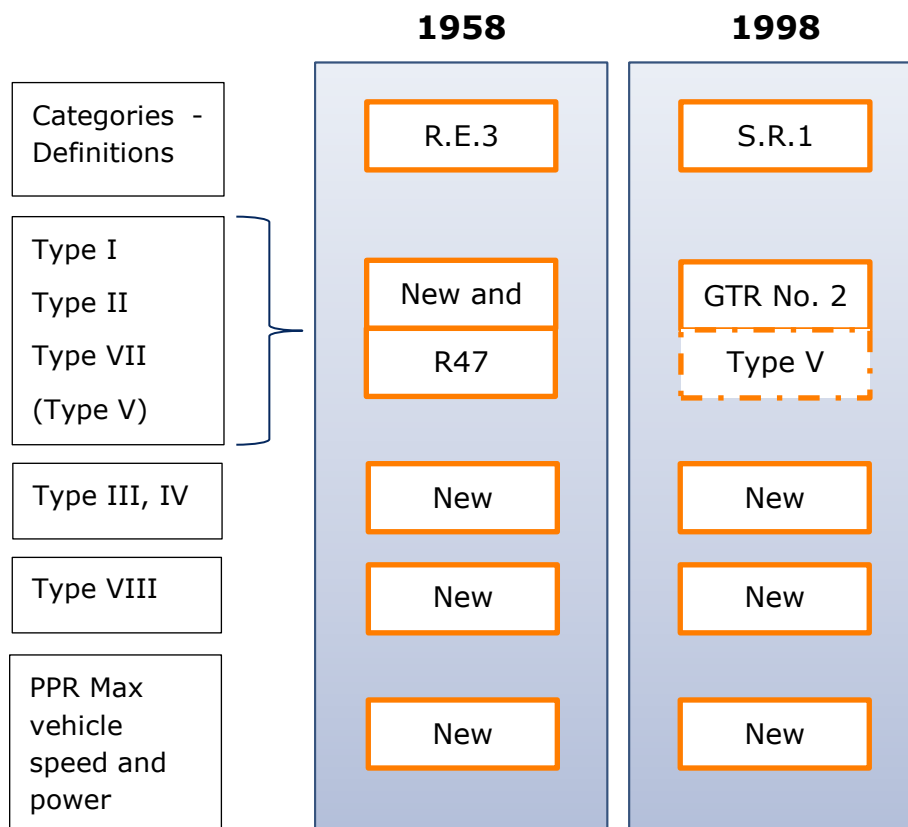 1958 1998
Categories -
Definitions
R.E.3 S.R.1
Type I
Type II
Type VII
(Type V)
New and
R47
GTR No. 2
Type V
Type III, IV
New New
Type VIII
New New
PPR Max
vehicle
speed and
power
New New